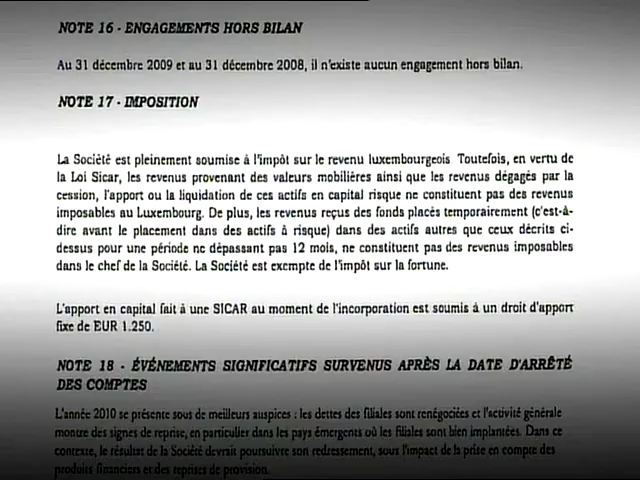 NOTE 16 - ENGAGEMENTS HORS BILAN
Au 31 décembre 2009 et au 31 décembre 2008, il n'existe aucun engagement hors bilan.
NOTE 17 - IMPOSITION
La Société est pleinement soumise à l'impôt sur le revenu luxembourgeois Toutefois, en vertu de
la Loi Sicar, les revenus provenant des valeurs mobilières ainsi que les revenus dégagés par la
cession, l'apport ou la liquidation de ces actifs en capital risque ne constituent pas des revenus
imposables au Luxembourg. De plus, les revenus reçus des fonds placés temporairement (c'est-à-
dire avant le placement dans des actifs à risque) dans des actifs autres que ceux décrits ci-
dessus pour une période ne dépassant pas 12 mois, ne constituent pas des revenus imposables
dans le chef de la Société. La Société est exempte de l'impôt sur la fortune.
L'apport en capital fait à une SICAR au moment de l'incorporation est soumis à un droit d'apport
fixe de EUR 1.250.
NOTE 18 - ÉVÉNEMENTS SIGNIFICATIFS SURVENUS APRÈS LA DATE D'ARRÊTÉ
DES COMPTES
L'année 2010 se présente sous de meilleurs auspices : les dettes des filiales sont renégociées et l'activité générale
montre des signes de reprise, en particulier dans les pays émergents où les filiales sont bien implantées. Dans ce
contexte, le résultat de la Société devrait poursuivre son redressement, sous l'impact de la prise en compte des
produits financiers et des reprises de provision.